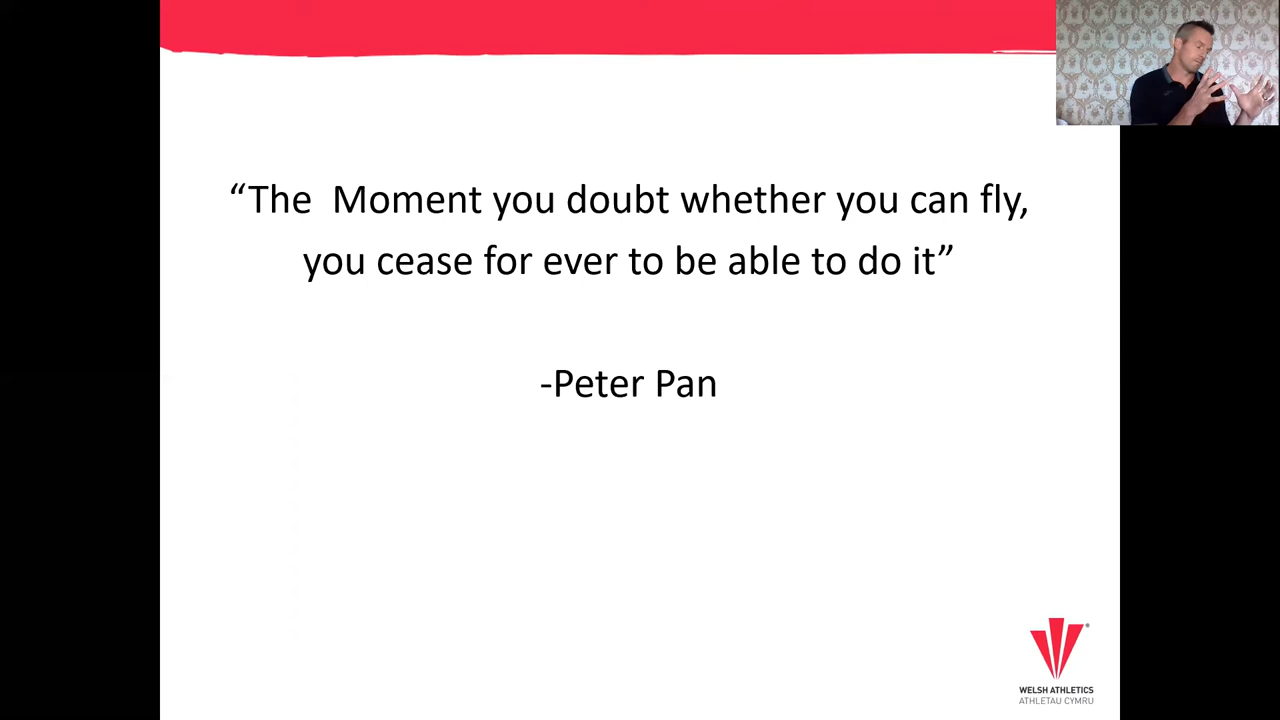 “The  Moment you doubt whether you can fly,
you cease for ever to be able to do it”
-Peter Pan
WELSH ATHLETICS
ATHLETAU CYMRU